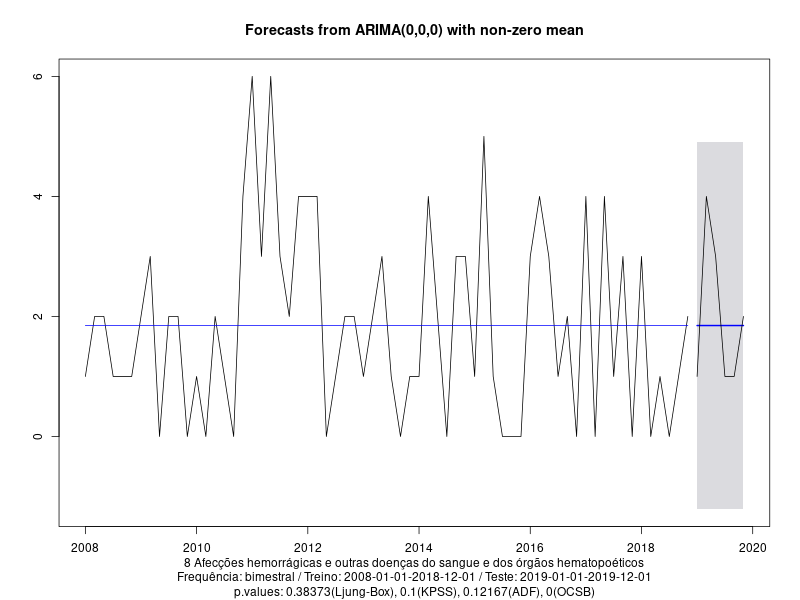 Forecasts from ARIMA(0,0,0) with non-zero mean
6
4
2
0
2008 2010 2012 2014 2016 2018 2020
8 Afecções hemorrágicas e outras doenças do sangue e dos órgãos hematopoéticos
Frequência: bimestral / Treino: 2008-01-01-2018-12-01 / Teste: 2019-01-01-2019-12-01
p.values: 0.38373(Ljung-Box), 0.1(KPSS), 0.12167(ADF), 0(OCSB)